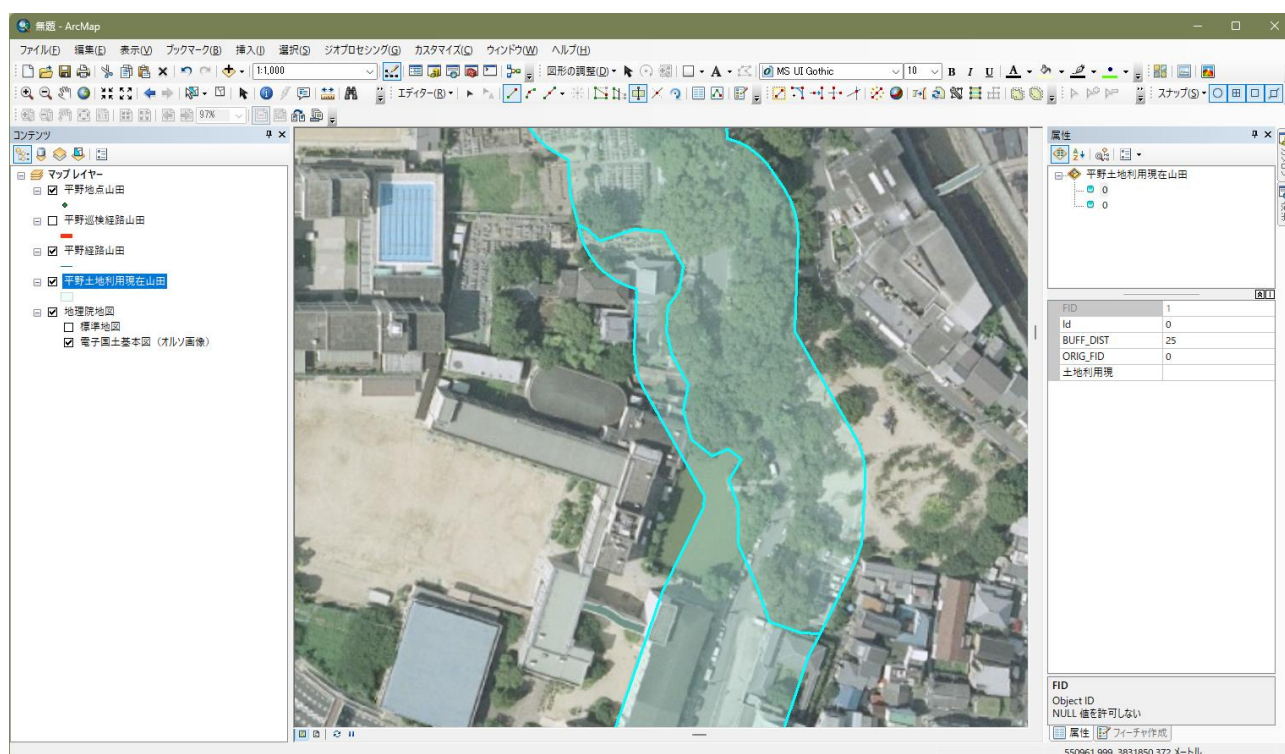 無題 - ArcMap
ファイル(F) 編集(E) 表示(V) ブックマーク(B) 挿入(I) 選択(S) ジオプロセシング(G) カスタマイズ(C) ウィンドウ(W) ヘルプ(H)
1:1,000 図形の調整(D) A MS UI Gothic 10 B I U A
エディター(R) スナップ(S)
97%
コンテンツ
マップ レイヤー
平野地点山田
平野巡検経路山田
平野経路山田
平野土地利用現在山田
地理院地図
標準地図
電子国土基本図（オルソ画像）
属性
平野土地利用現在山田
0
0
FID 1
Id 0
BUFF_DIST 25
ORIG_FID 0
土地利用現
FID
Object ID
NULL 値を許可しない
属性 フィーチャ作成
550961.999 3831850.372 メートル